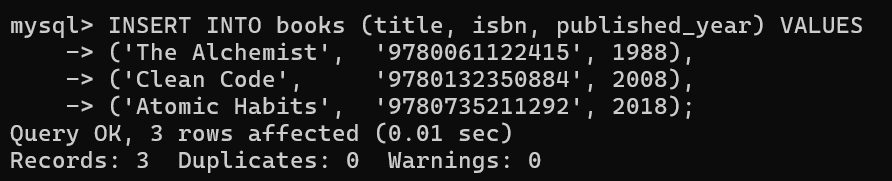 mysql> INSERT INTO books (title, isbn, published_year) VALUES
    -> ('The Alchemist',  '9780061122415', 1988),
    -> ('Clean Code',     '9780132350884', 2008),
    -> ('Atomic Habits',  '9780735211292', 2018);
Query OK, 3 rows affected (0.01 sec)
Records: 3  Duplicates: 0  Warnings: 0